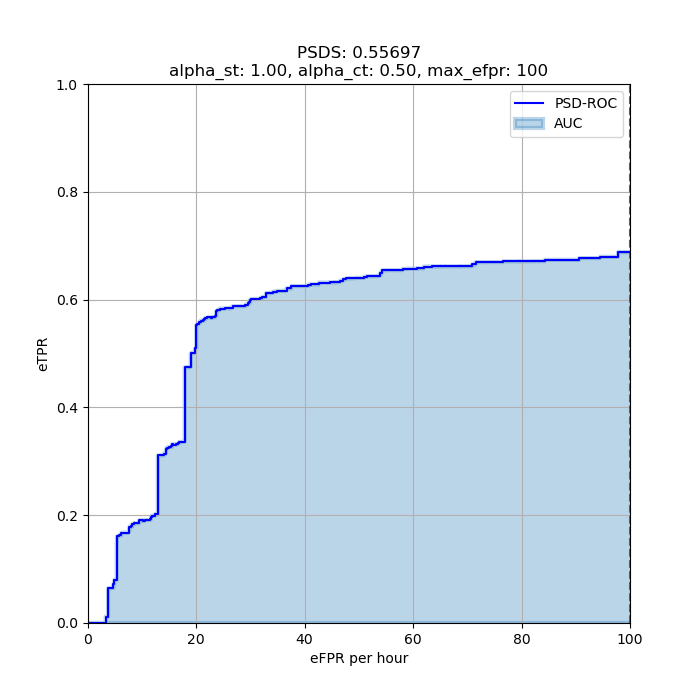 PSDS: 0.55697
alpha_st: 1.00, alpha_ct: 0.50, max_efpr: 100
PSD-ROC
AUC
1.0
0.8
0.6
0.4
0.2
0.0
eTPR
0 20 40 60 80 100
eFPR per hour